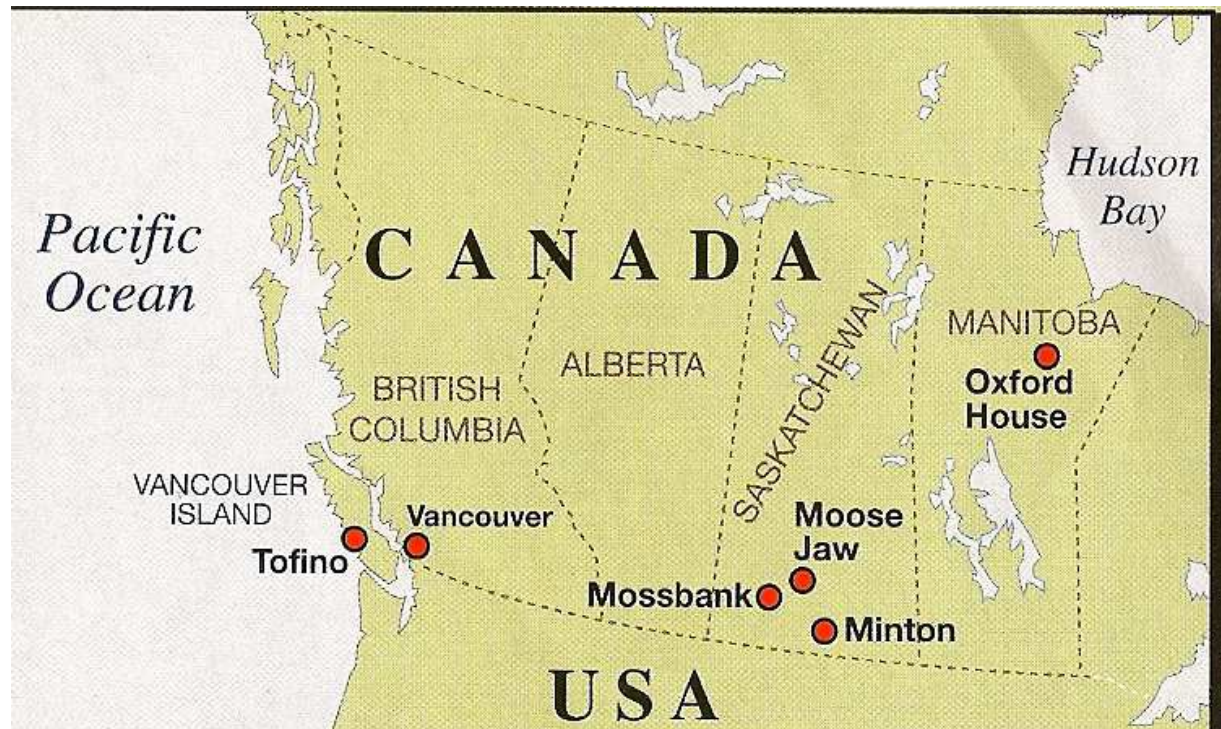 Hudson
Bay
Pacific
Ocean
CANADA
MANITOBA
SASKATCHEWAN
ALBERTA
Oxford
House
BRITISH
COLUMBIA
VANCOUVER
ISLAND
Vancouver
Moose
Jaw
Tofino
Mossbank
Minton
USA